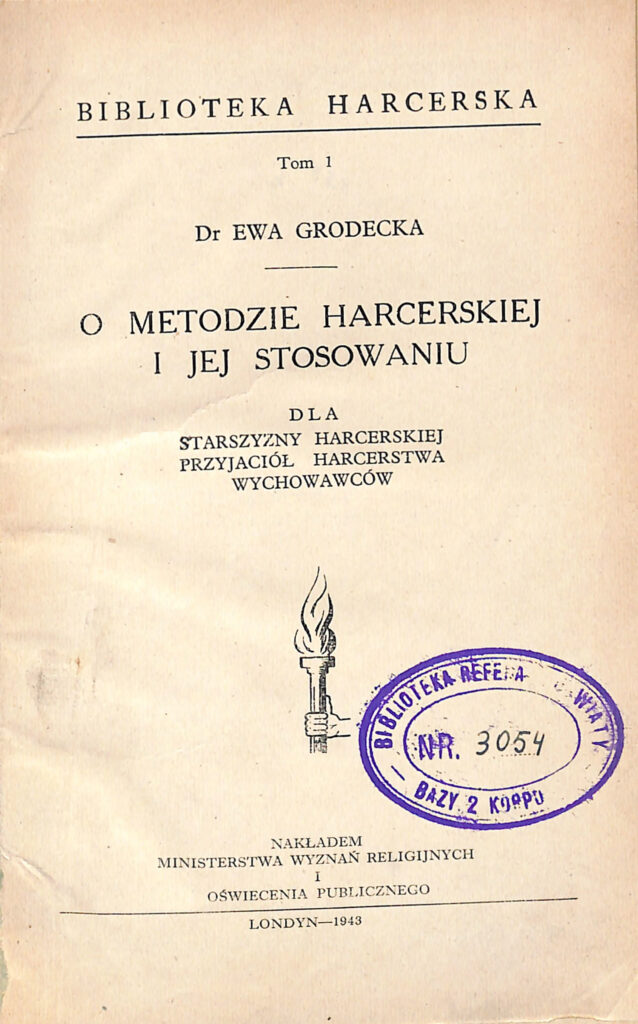 BIBLIOTEKA HARCERSKA
Tom 1
Dr EWA GRODECKA
O METODZIE HARCERSKIEJ
I JEJ STOSOWANIU
DLA
STARSZYZNY HARCERSKIEJ
PRZYJACIÓŁ HARCERSTWA
WYCHOWAWCÓW
BIBLIOTEKA
NR. 3054
BAZY 2 KORPU
NAKŁADEM
MINISTERSTWA WYZNAŃ RELIGIJNYCH
I
OŚWIECENIA PUBLICZNEGO
LONDYN—1943